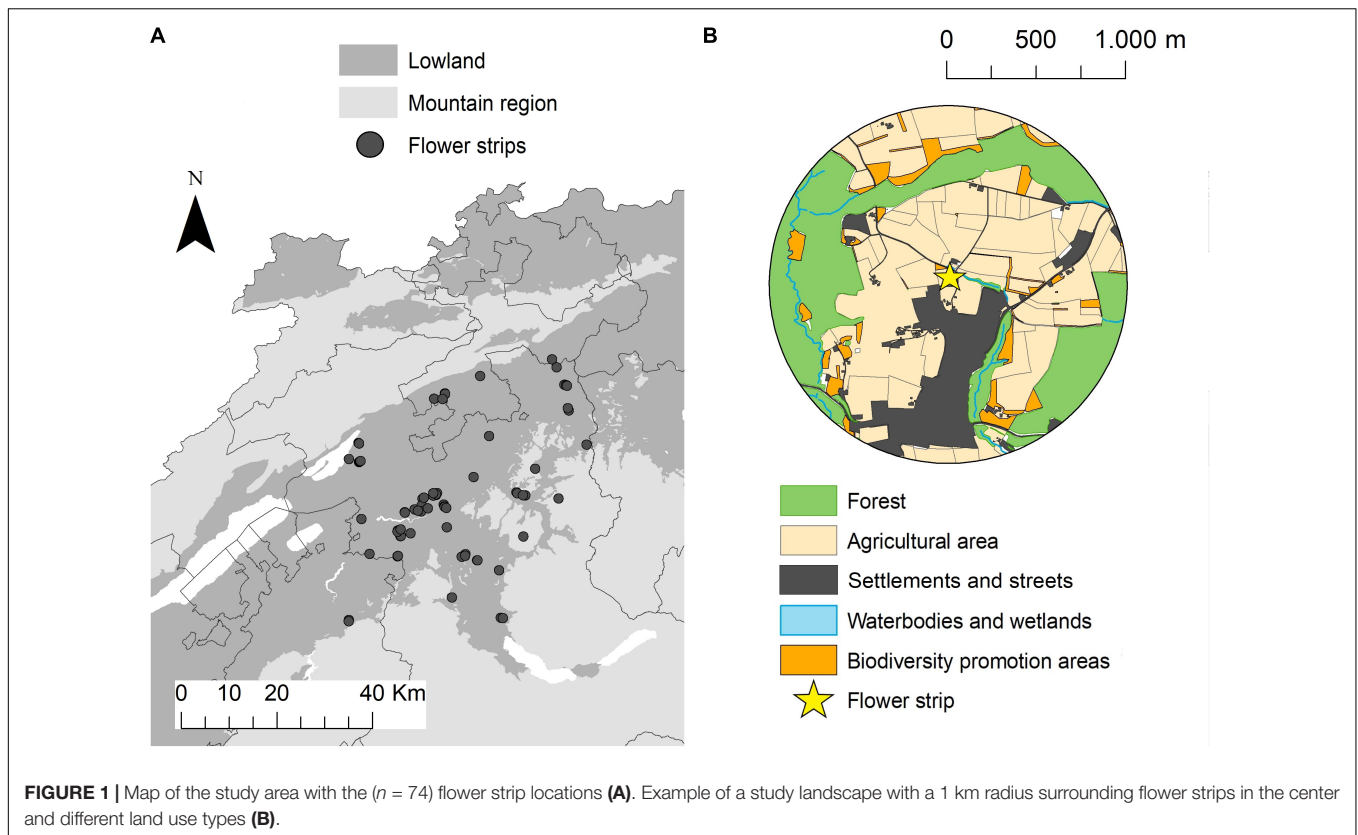 A
Lowland
Mountain region
Flower strips
N
0 10 20 40 Km
B
0 500 1.000 m
Forest
Agricultural area
Settlements and streets
Waterbodies and wetlands
Biodiversity promotion areas
Flower strip
FIGURE 1 | Map of the study area with the (n = 74) flower strip locations (A). Example of a study landscape with a 1 km radius surrounding flower strips in the center
and different land use types (B).